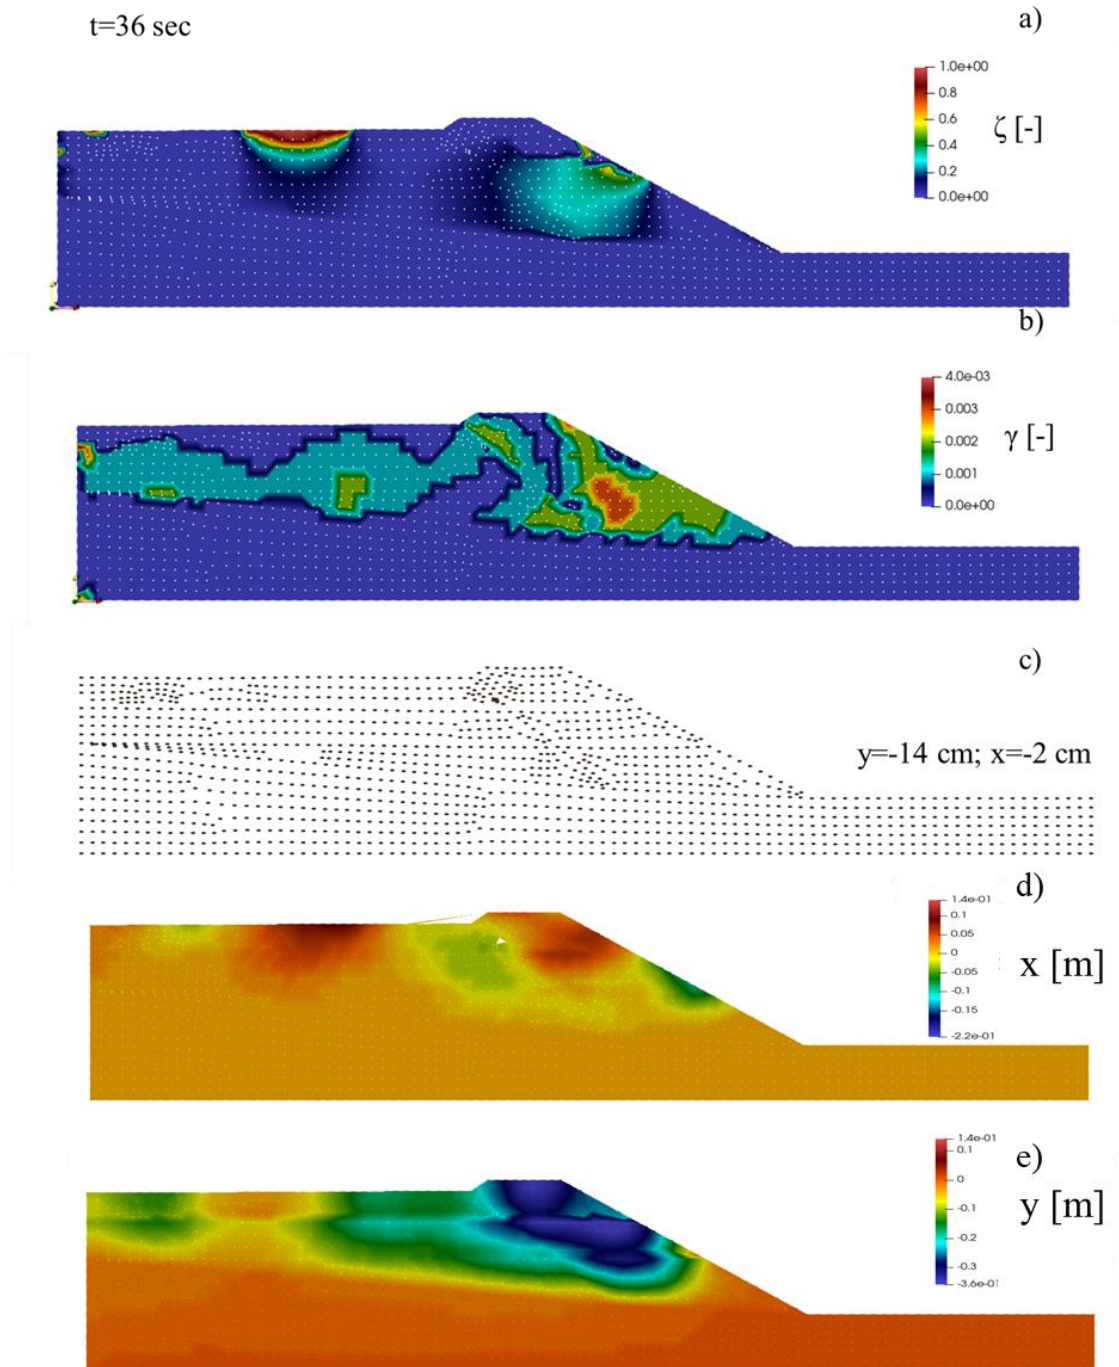 t=36 sec
a)
1.0e+00
0.8
0.6
0.4
0.2
0.0e+00
ζ [-]
b)
4.0e-03
0.003
0.002
0.001
0.0e+00
γ [-]
c)
y=-14 cm; x=-2 cm
d)
1.4e-01
0.1
0.05
0
-0.05
-0.1
-0.15
-2.2e-01
x [m]
e)
1.4e-01
0.1
0
-0.1
-0.2
-0.3
-3.6e-01
y [m]